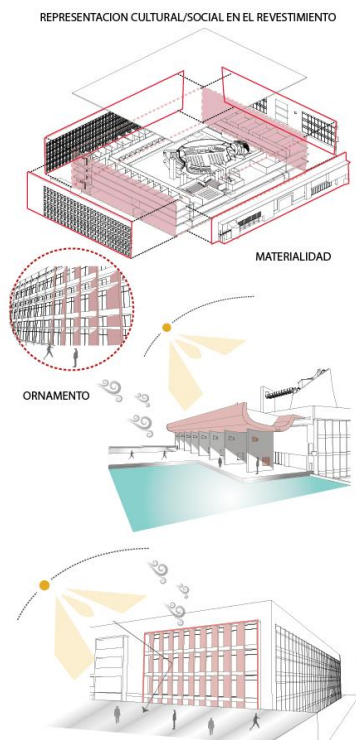 REPRESENTACION CULTURAL/SOCIAL EN EL REVESTIMIENTO
MATERIALIDAD
ORNAMENTO